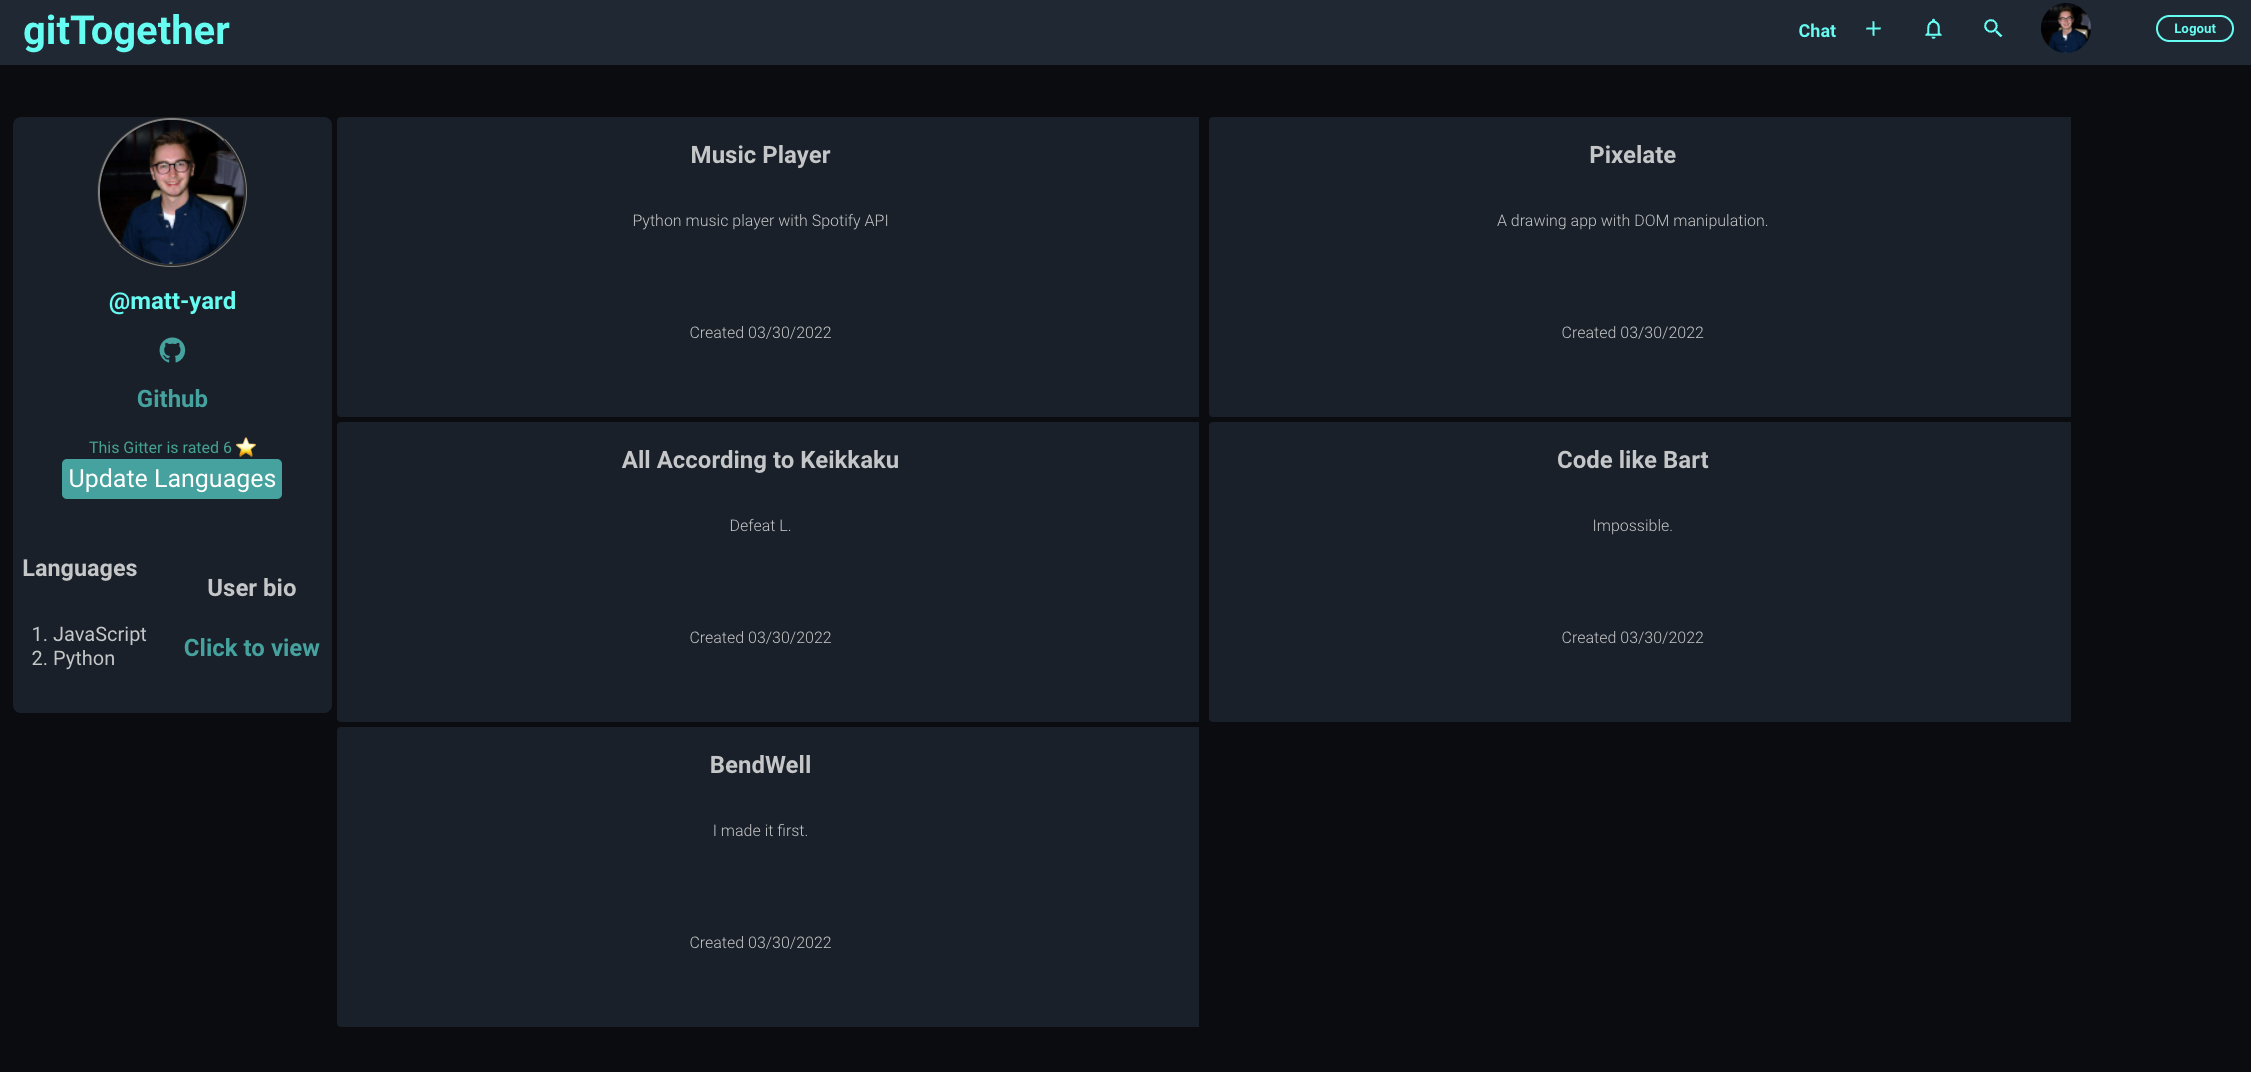 gitTogether
Chat
Logout
@matt-yard
Github
This Gitter is rated 6 ⭐
Update Languages
Languages
1. JavaScript
2. Python
User bio
Click to view
Music Player
Python music player with Spotify API
Created 03/30/2022
Pixelate
A drawing app with DOM manipulation.
Created 03/30/2022
All According to Keikkaku
Defeat L.
Created 03/30/2022
Code like Bart
Impossible.
Created 03/30/2022
BendWell
I made it first.
Created 03/30/2022